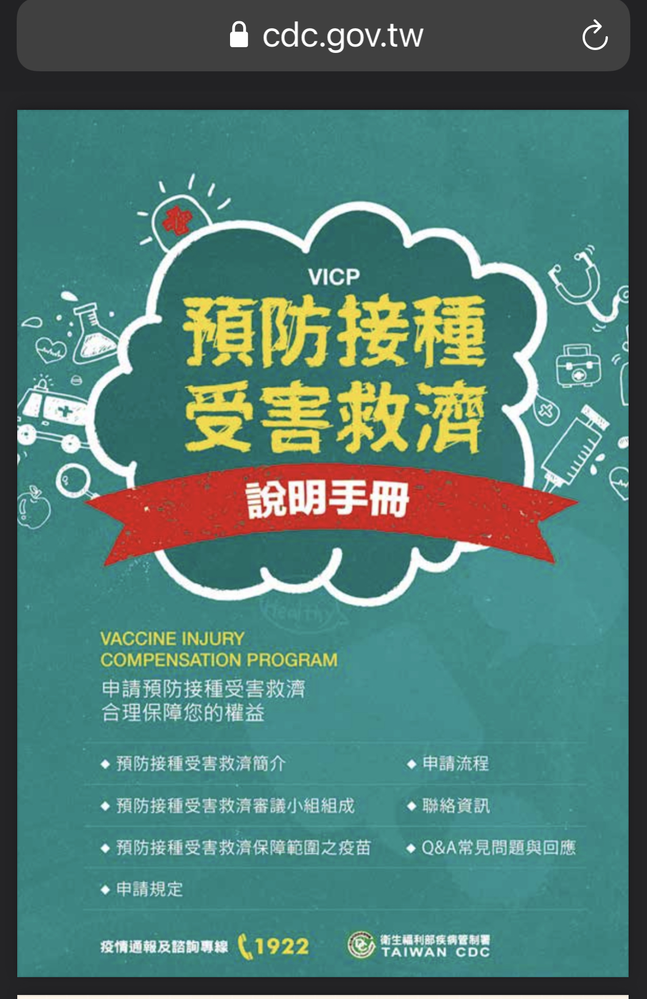 cdc.gov.tw
VICP
預防接種
受害救濟
說明手冊
Healthy
VACCINE INJURY
COMPENSATION PROGRAM
申請預防接種受害救濟
合理保障您的權益
◆ 預防接種受害救濟簡介
◆ 申請流程
◆ 預防接種受害救濟審議小組組成
◆ 聯絡資訊
◆ 預防接種受害救濟保障範圍之疫苗
◆ Q&A常見問題與回應
◆ 申請規定
疫情通報及諮詢專線 1922
衛生福利部疾病管制署
TAIWAN CDC